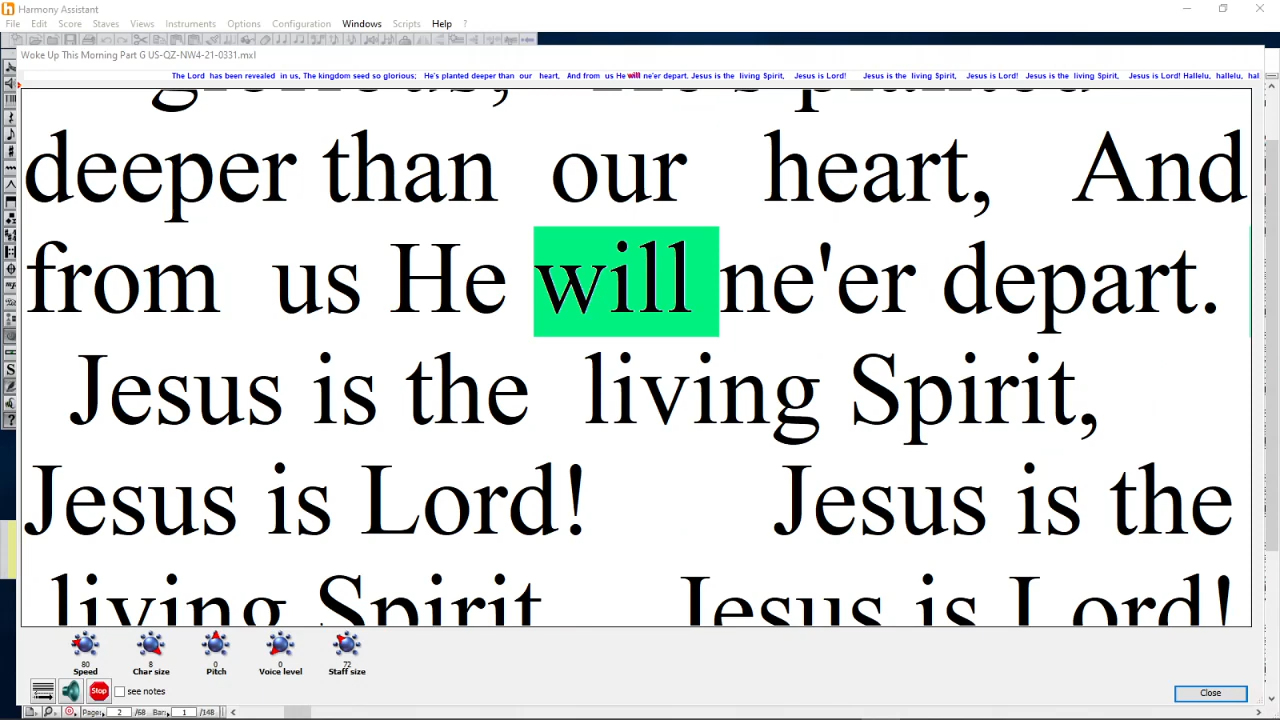 Harmony Assistant
File Edit Score Staves Views Instruments Options Configuration Windows Scripts Help ?
Woke Up This Morning Part G US-QZ-NW4-21-0331.mxl
The Lord has been revealed in us, The kingdom seed so glorious; He's planted deeper than our heart, And from us He will ne'er depart. Jesus is the living Spirit, Jesus is Lord! Jesus is the living Spirit, Jesus is Lord! Jesus is the living Spirit, Jesus is Lord! Hallelu, hallelu, hal
glorious; He's planted
deeper than our heart, And
from us He will ne'er depart.
Jesus is the living Spirit,
Jesus is Lord! Jesus is the
living Spirit, Jesus is Lord!
80 8 0 0 72
Speed Char size Pitch Voice level Staff size
Stop see notes
Close
Page: 2 /68 Bar: 1 /148